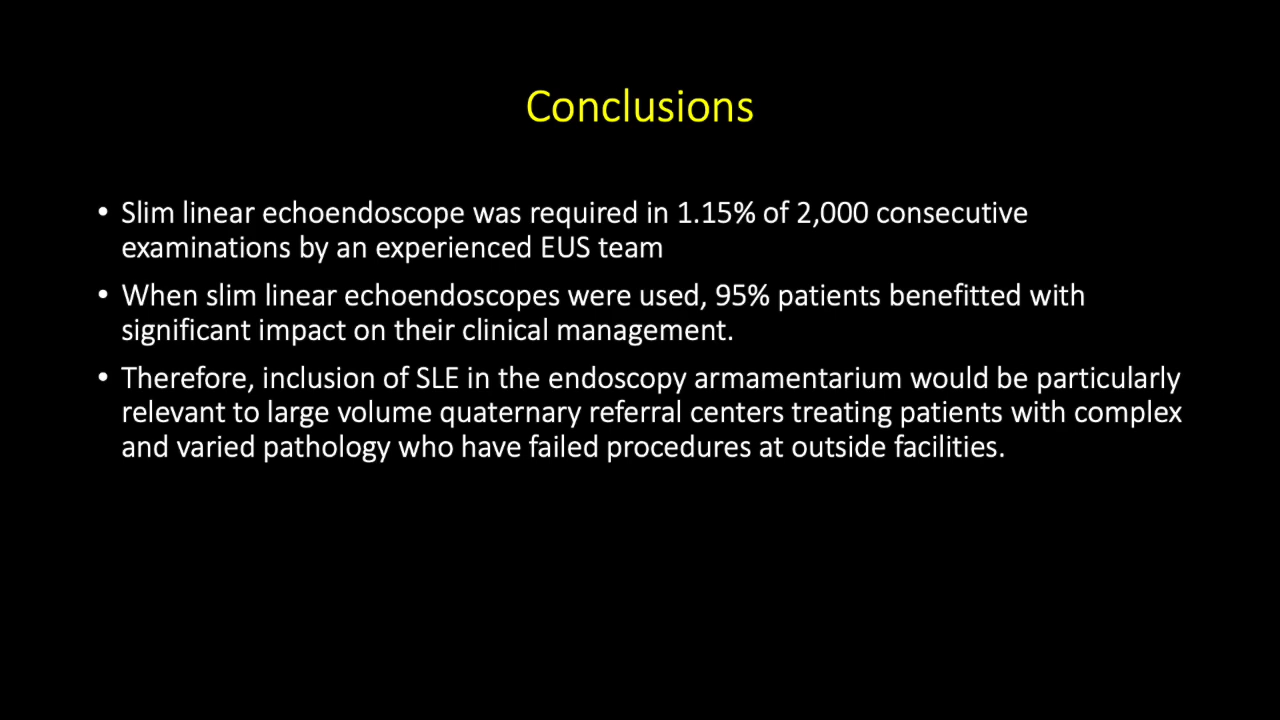 Conclusions
• Slim linear echoendoscope was required in 1.15% of 2,000 consecutive
examinations by an experienced EUS team
• When slim linear echoendoscopes were used, 95% patients benefitted with
significant impact on their clinical management.
• Therefore, inclusion of SLE in the endoscopy armamentarium would be particularly
relevant to large volume quaternary referral centers treating patients with complex
and varied pathology who have failed procedures at outside facilities.